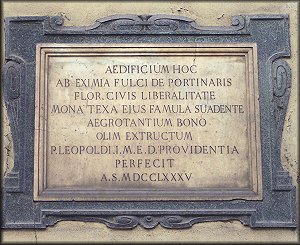 AEDIFICIUM HOC
AB EXIMIA FULCI DE PORTINARIS
FLOR. CIVIS LIBERALITATE
MONA TEXA EIUS FAMULA SUADENTE
AEGROTANTIUM BONO
OLIM EXTRUCTUM
P. LEOPOLDI I. M. E. D. PROVIDENTIA
PERFECIT
A. S. MDCCLXXXV